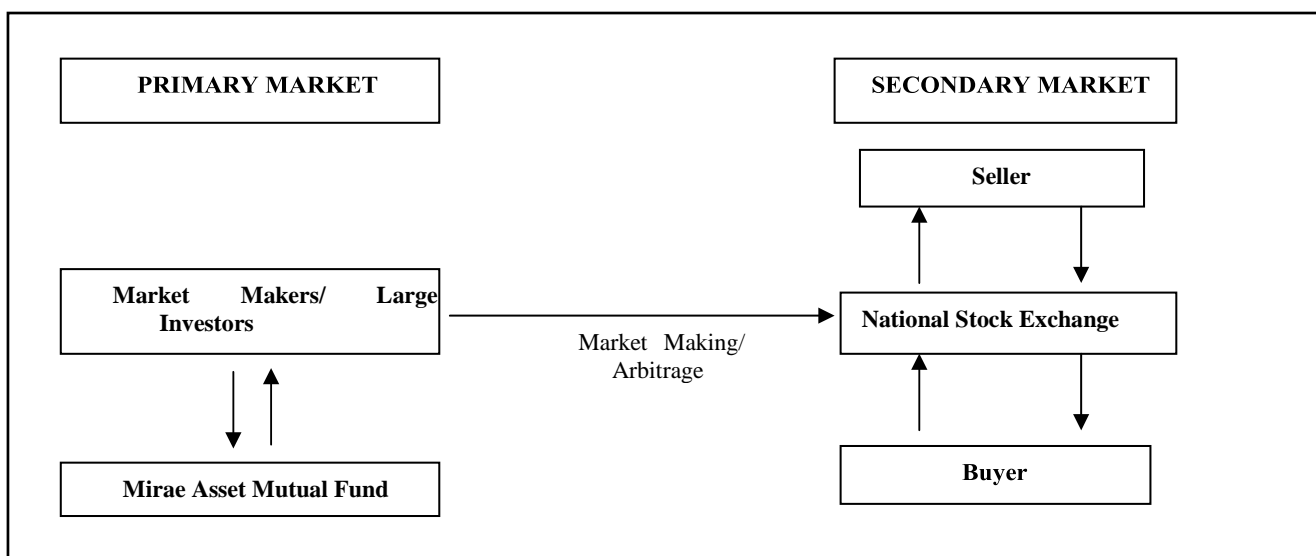 PRIMARY MARKET
SECONDARY MARKET
Seller
Market Makers/ Large
Investors
Market Making/
Arbitrage
National Stock Exchange
Mirae Asset Mutual Fund
Buyer